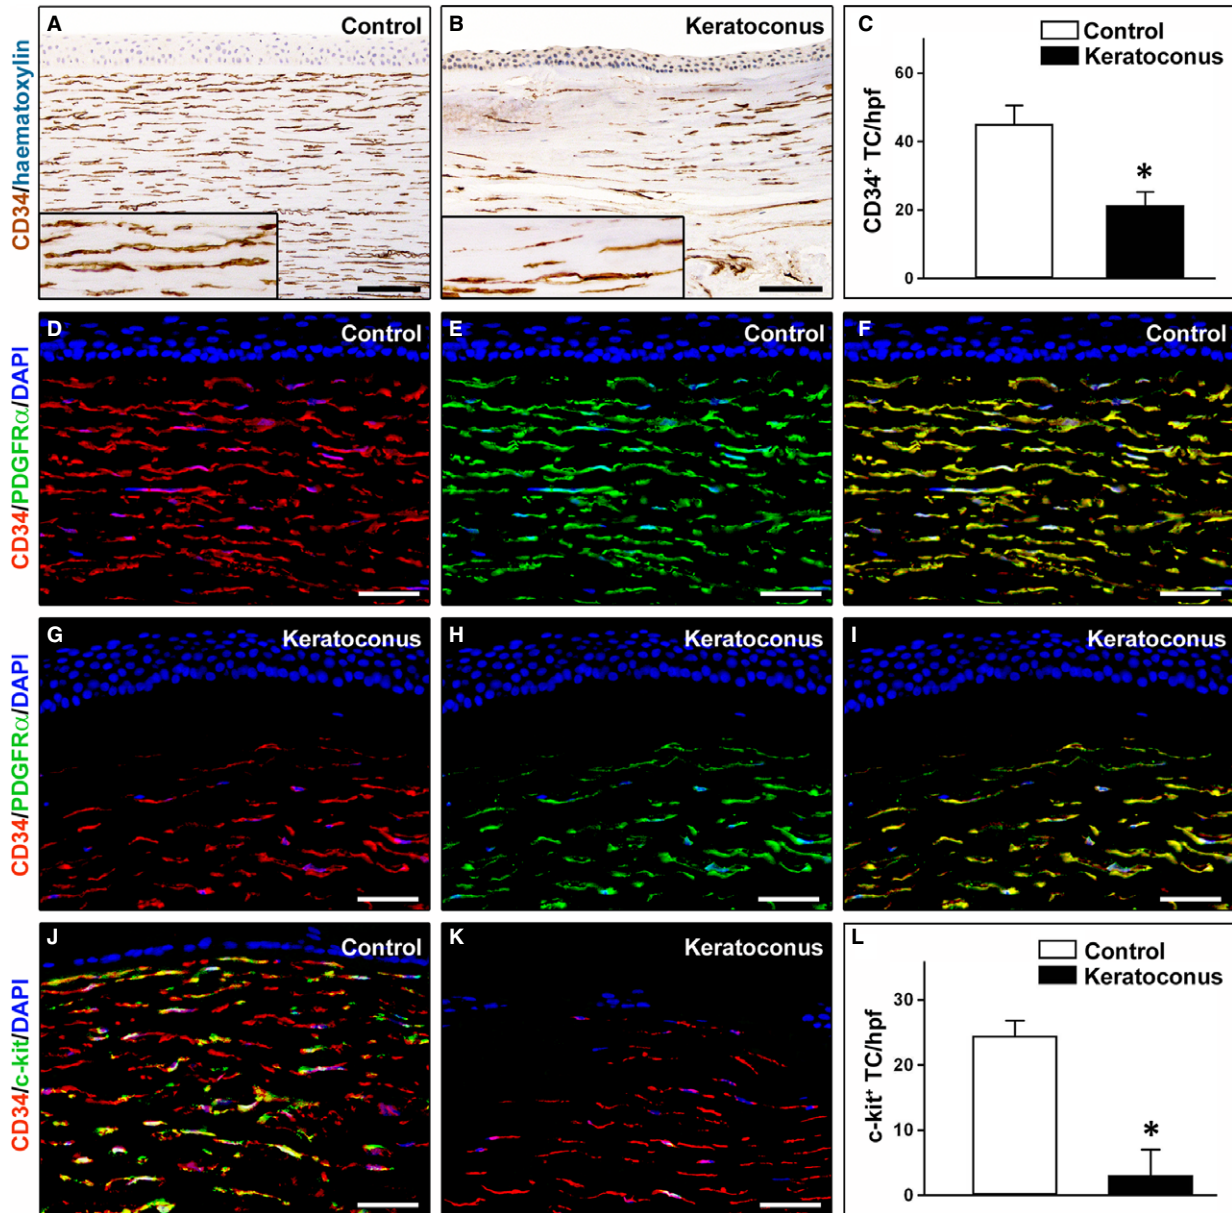 CD34/haematoxylin
A
Control
B
Keratoconus
C
Control
Keratoconus
CD34⁺ TC/hpf
60
40
20
0
*
CD34/PDGFRα/DAPI
D
Control
E
Control
F
Control
CD34/PDGFRα/DAPI
G
Keratoconus
H
Keratoconus
I
Keratoconus
CD34/c-kit/DAPI
J
Control
K
Keratoconus
L
Control
Keratoconus
c-kit⁺ TC/hpf
30
20
10
0
*